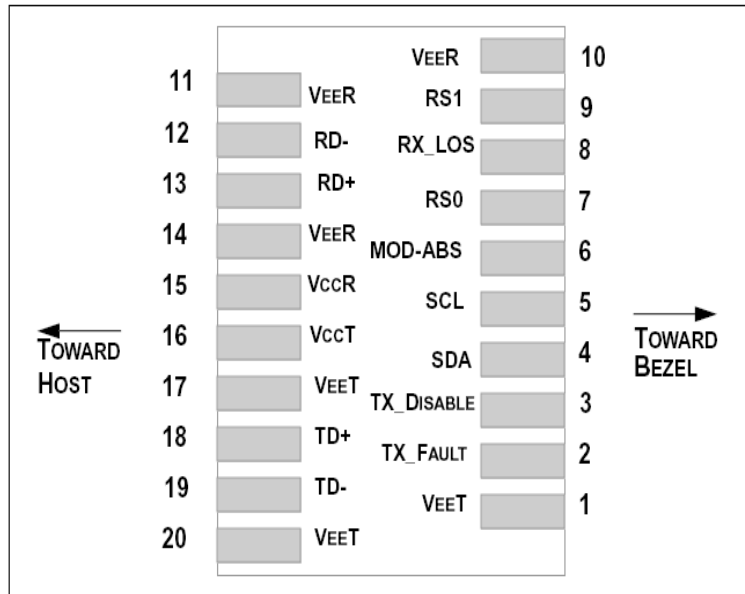 VEER 10
11 VEER
RS1 9
12 RD-
RX_LOS 8
13 RD+
RS0 7
14 VEER
MOD-ABS 6
15 VCCR
SCL 5
16 VCCT
TOWARD HOST
TOWARD BEZEL
SDA 4
17 VEET
TX_DISABLE 3
18 TD+
TX_FAULT 2
19 TD-
VEET 1
20 VEET